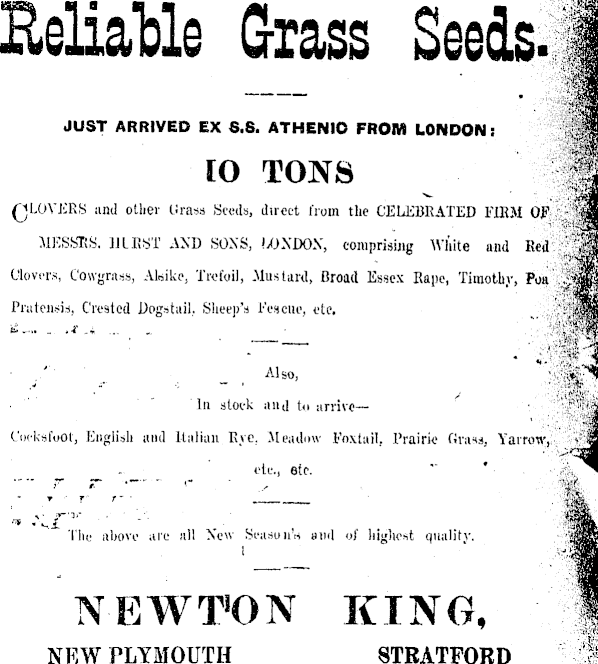 Reliable Grass Seeds.
JUST ARRIVED EX S.S. ATHENIC FROM LONDON:
10 TONS
CLOVERS and other Grass Seeds, direct from the CELEBRATED FIRM OF
MESSRS. HURST AND SONS, LONDON, comprising White and Red
Clovers, Cowgrass, Alsike, Trefoil, Mustard, Broad Essex Rape, Timothy, Poa
Pratensis, Crested Dogstail, Sheep's Fescue, etc.
Also,
In stock and to arrive—
Cocksfoot, English and Italian Rye, Meadow Foxtail, Prairie Grass, Yarrow,
etc., etc.
The above are all New Season's and of highest quality.
NEWTON KING,
NEW PLYMOUTH STRATFORD